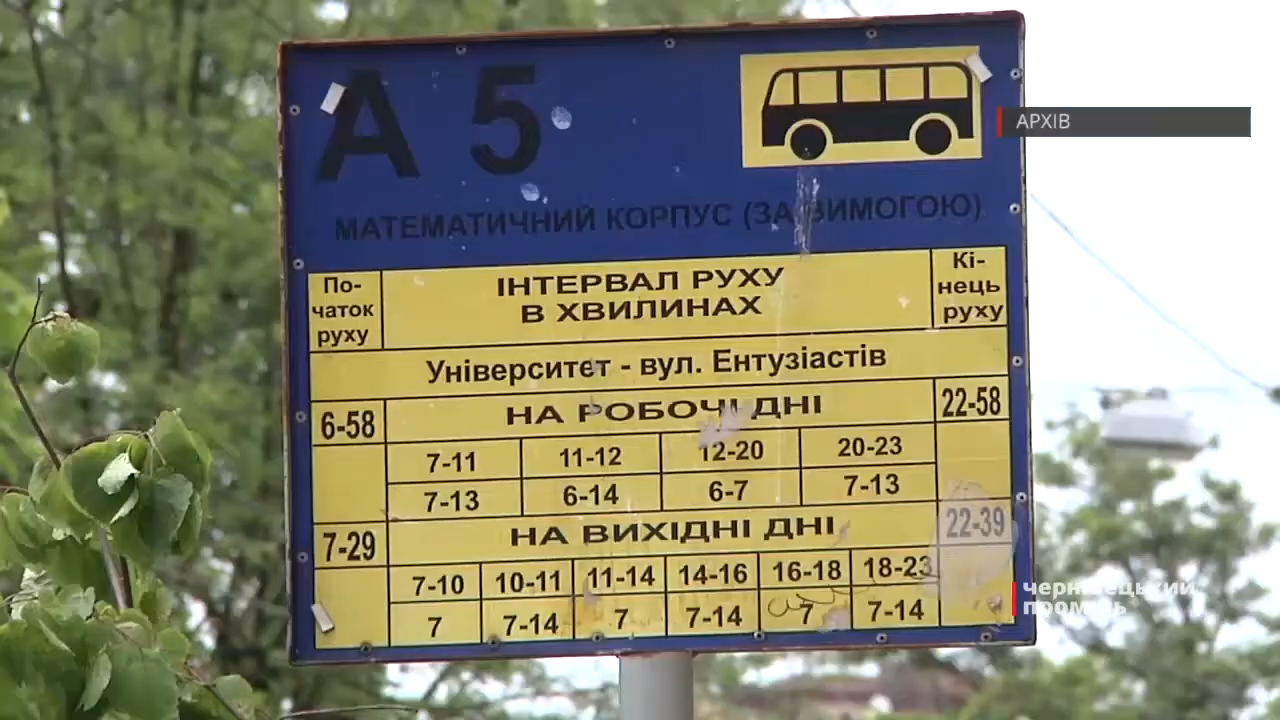 А 5
АРХІВ
МАТЕМАТИЧНИЙ КОРПУС (ЗА ВИМОГОЮ)
По-
чаток
руху
ІНТЕРВАЛ РУХУ
В ХВИЛИНАХ
Кі-
нець
руху
Університет - вул. Ентузіастів
6-58 НА РОБОЧІ ДНІ 22-58
7-11 11-12 12-20 20-23
7-13 6-14 6-7 7-13
7-29 НА ВИХІДНІ ДНІ 22-39
7-10 10-11 11-14 14-16 16-18 18-23
7 7-14 7 7-14 7 7-14
чернівецький
промінь